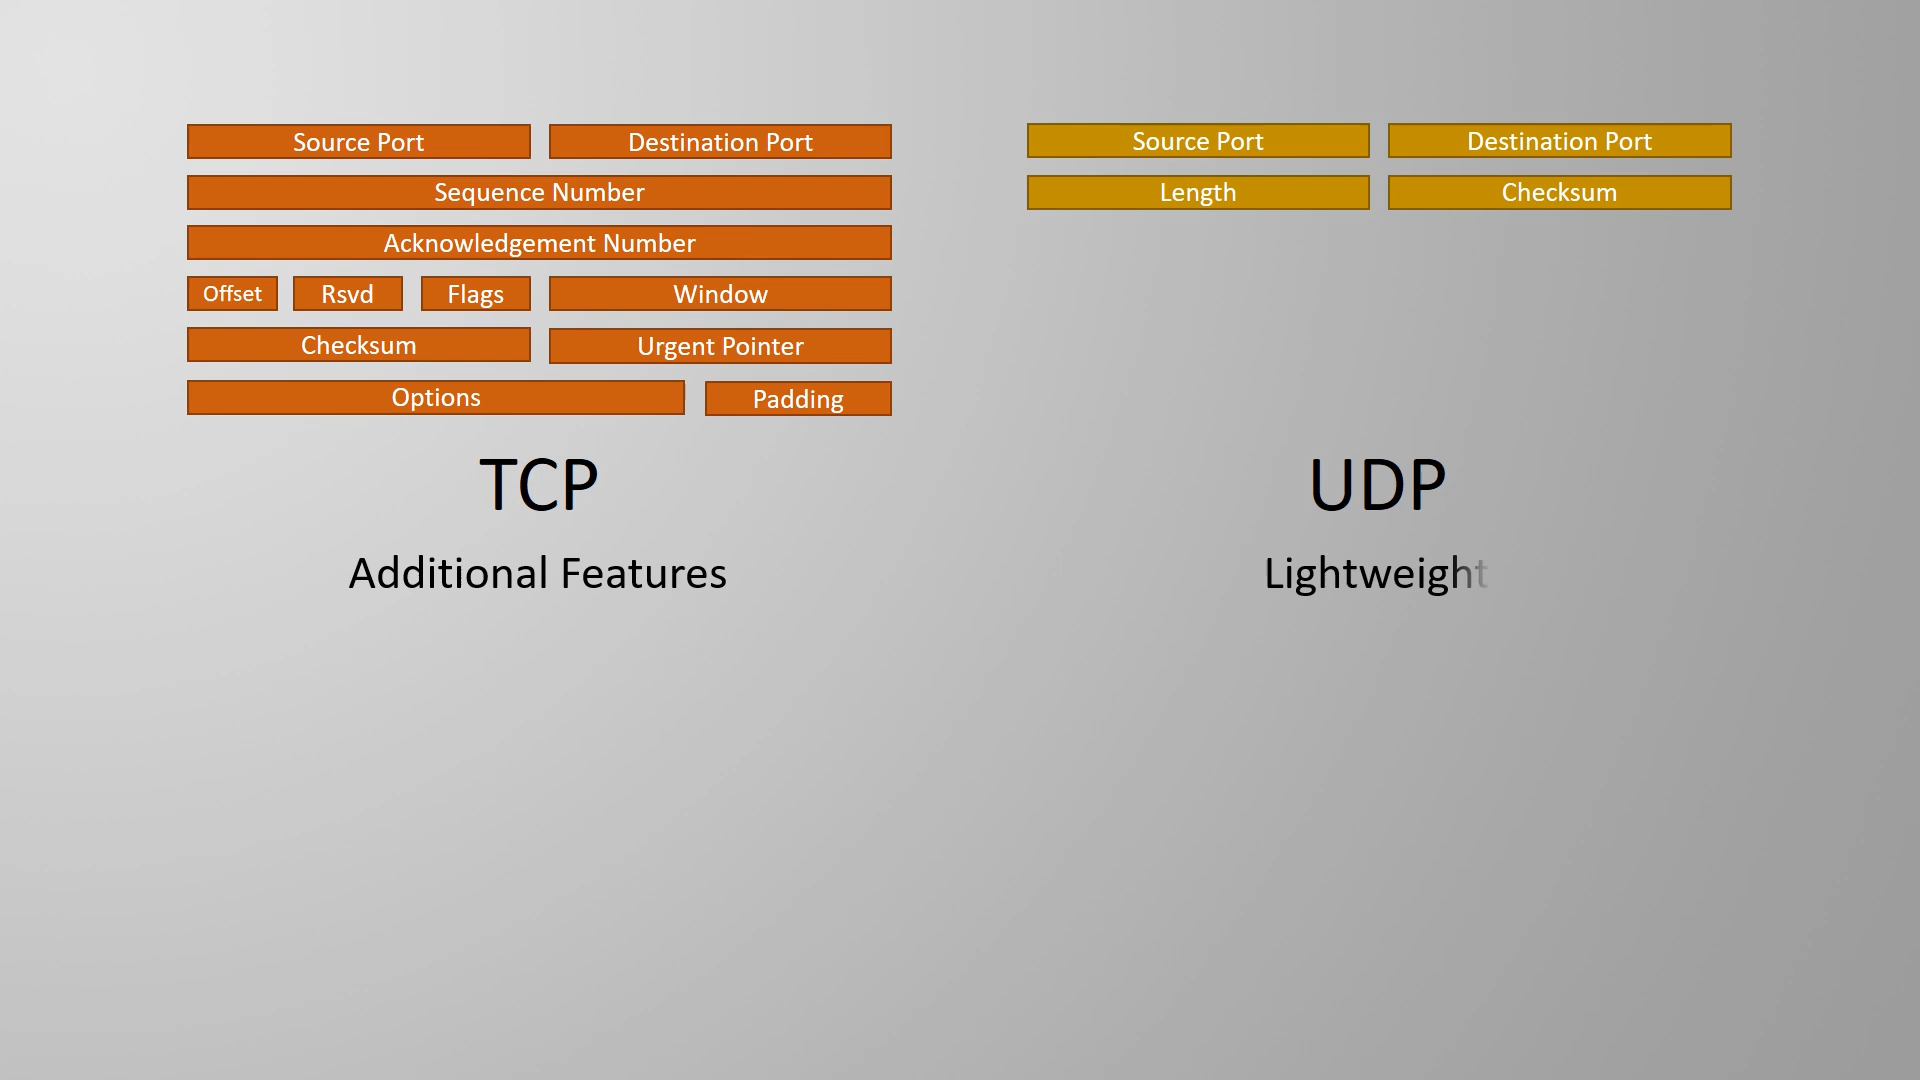 Source Port Destination Port
Sequence Number
Acknowledgement Number
Offset Rsvd Flags Window
Checksum Urgent Pointer
Options Padding
TCP
Additional Features
Source Port Destination Port
Length Checksum
UDP
Lightweight